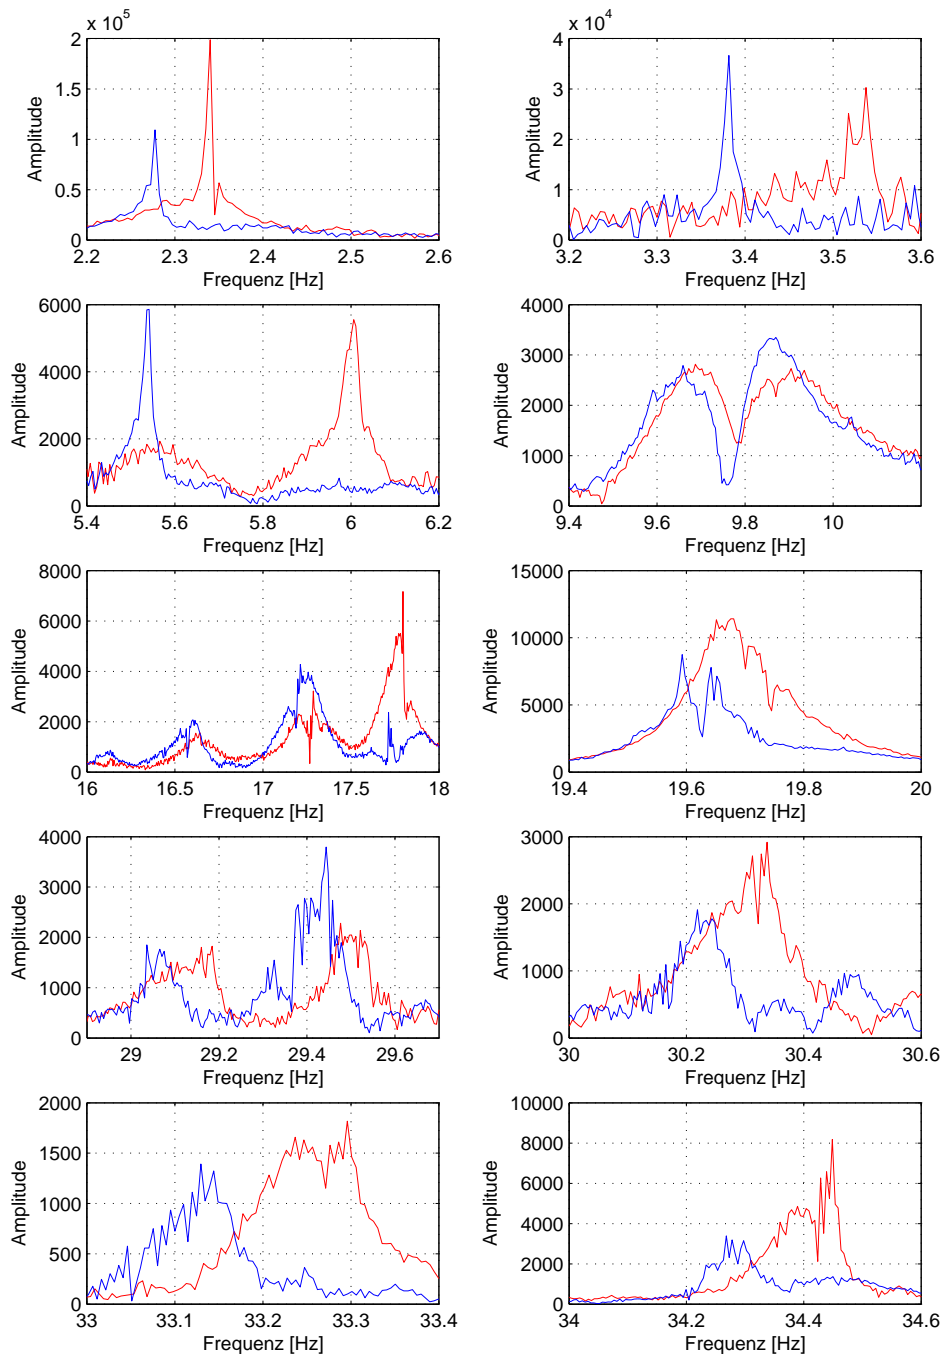 x 10^5
2
1.5
1
0.5
0
Amplitude
2.2 2.3 2.4 2.5 2.6
Frequenz [Hz]
x 10^4
4
3
2
1
0
Amplitude
3.2 3.3 3.4 3.5 3.6
Frequenz [Hz]
6000
4000
2000
0
Amplitude
5.4 5.6 5.8 6 6.2
Frequenz [Hz]
4000
3000
2000
1000
0
Amplitude
9.4 9.6 9.8 10
Frequenz [Hz]
8000
6000
4000
2000
0
Amplitude
16 16.5 17 17.5 18
Frequenz [Hz]
15000
10000
5000
0
Amplitude
19.4 19.6 19.8 20
Frequenz [Hz]
4000
3000
2000
1000
0
Amplitude
29 29.2 29.4 29.6
Frequenz [Hz]
3000
2000
1000
0
Amplitude
30 30.2 30.4 30.6
Frequenz [Hz]
2000
1500
1000
500
0
Amplitude
33 33.1 33.2 33.3 33.4
Frequenz [Hz]
10000
8000
6000
4000
2000
0
Amplitude
34 34.2 34.4 34.6
Frequenz [Hz]